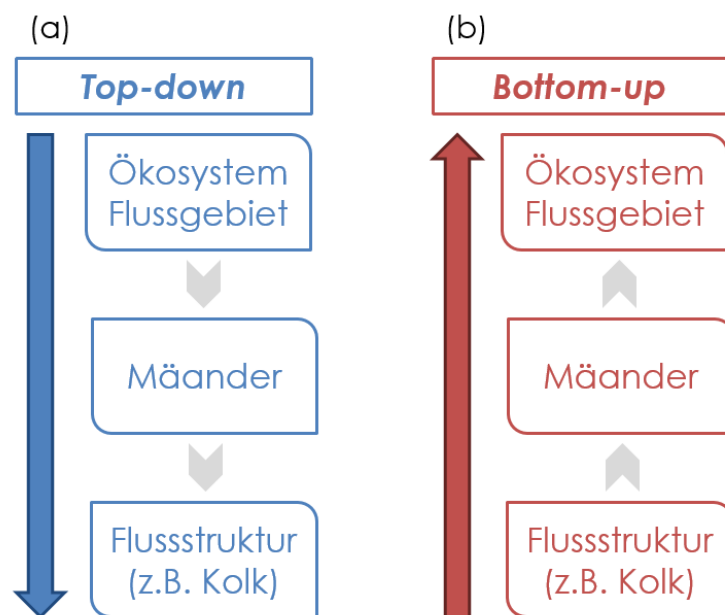 (a)
Top-down
Ökosystem
Flussgebiet
Mäander
Flussstruktur
(z.B. Kolk)
(b)
Bottom-up
Ökosystem
Flussgebiet
Mäander
Flussstruktur
(z.B. Kolk)